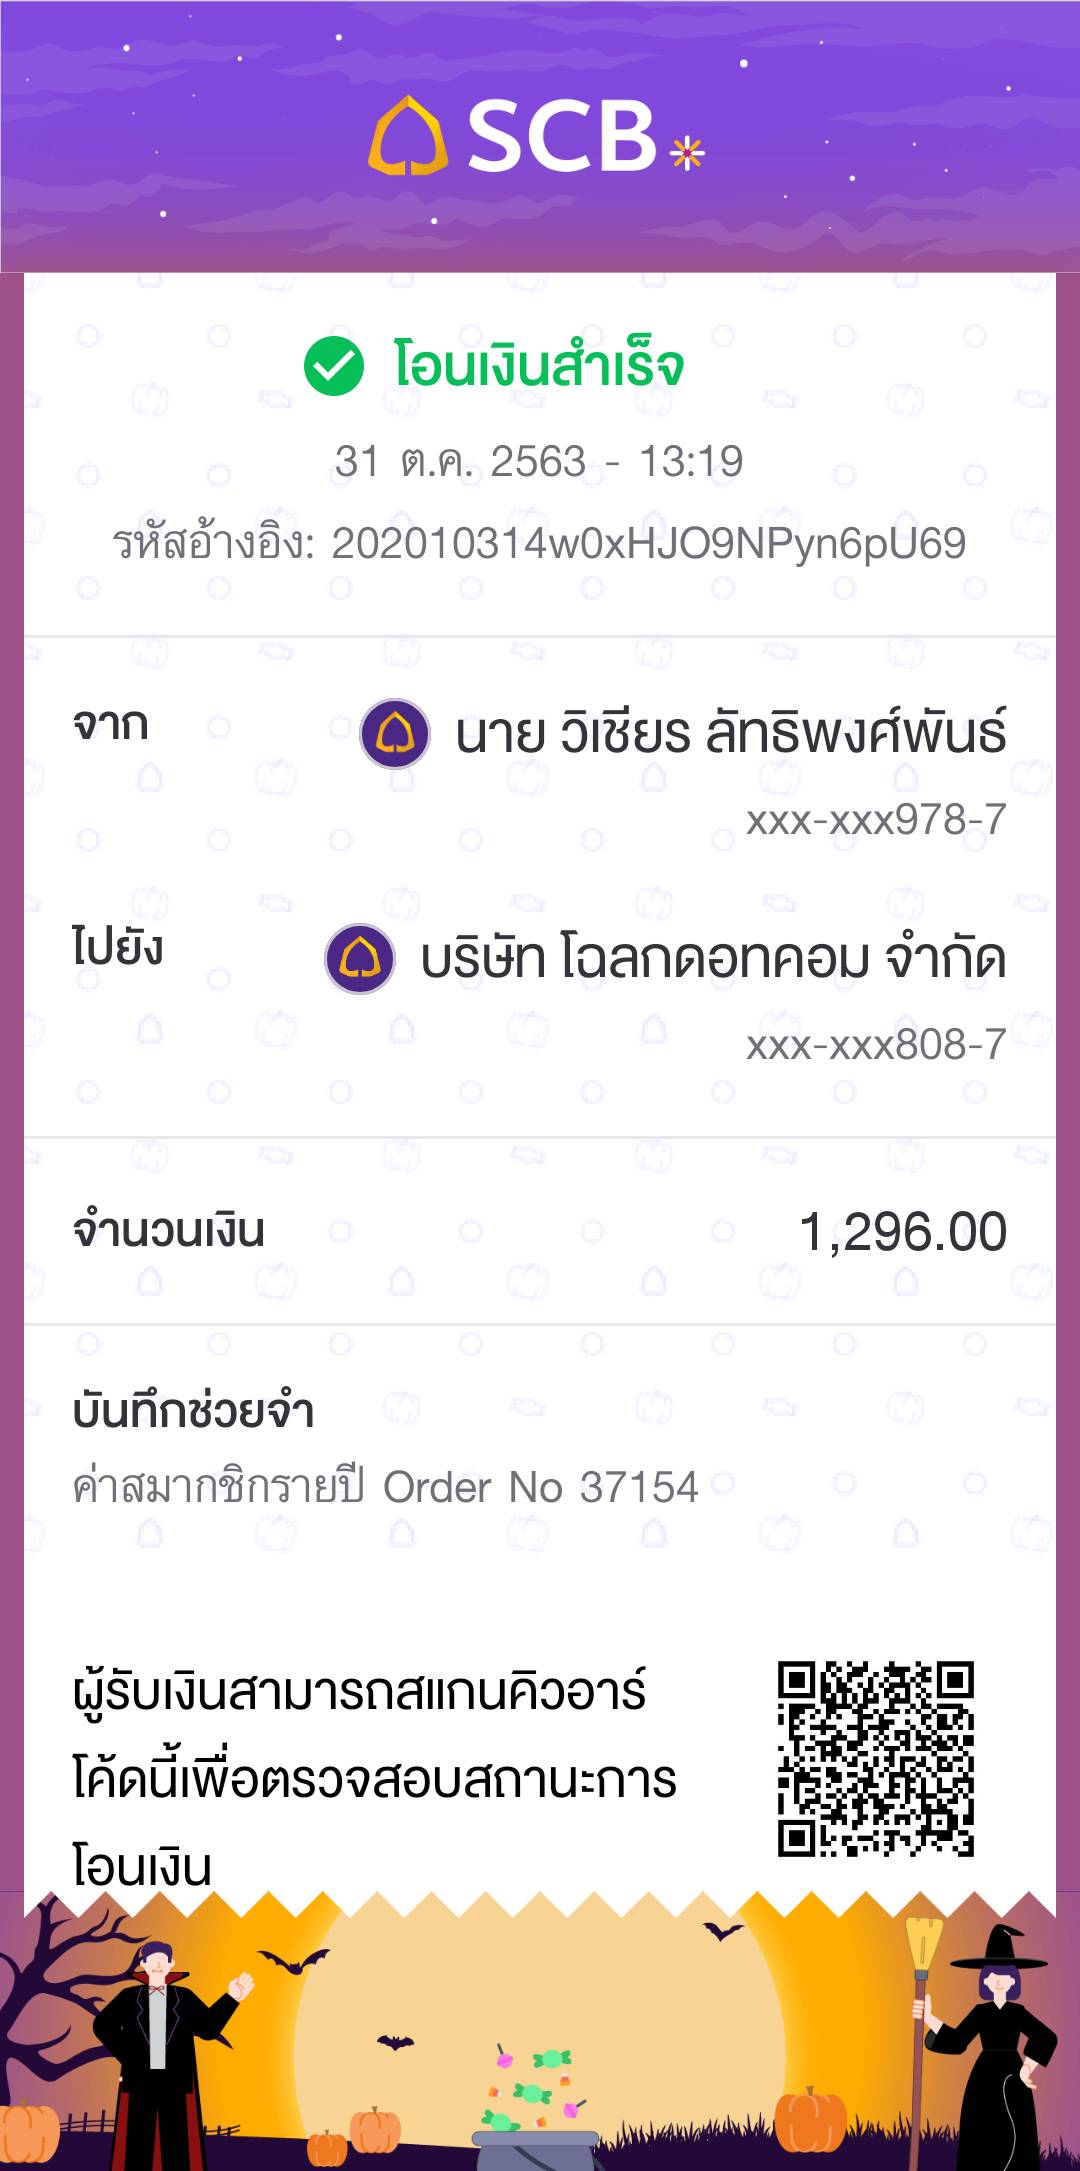 SCB
โอนเงินสำเร็จ
31 ต.ค. 2563 - 13:19
รหัสอ้างอิง: 202010314w0xHJO9NPyn6pU69
จาก นาย วิเชียร ลัทธิพงศ์พันธ์
xxx-xxx978-7
ไปยัง บริษัท โฉลกดอทคอม จำกัด
xxx-xxx808-7
จำนวนเงิน 1,296.00
บันทึกช่วยจำ
ค่าสมาชิกรายปี Order No 37154
ผู้รับเงินสามารถสแกนคิวอาร์
โค้ดนี้เพื่อตรวจสอบสถานะการ
โอนเงิน